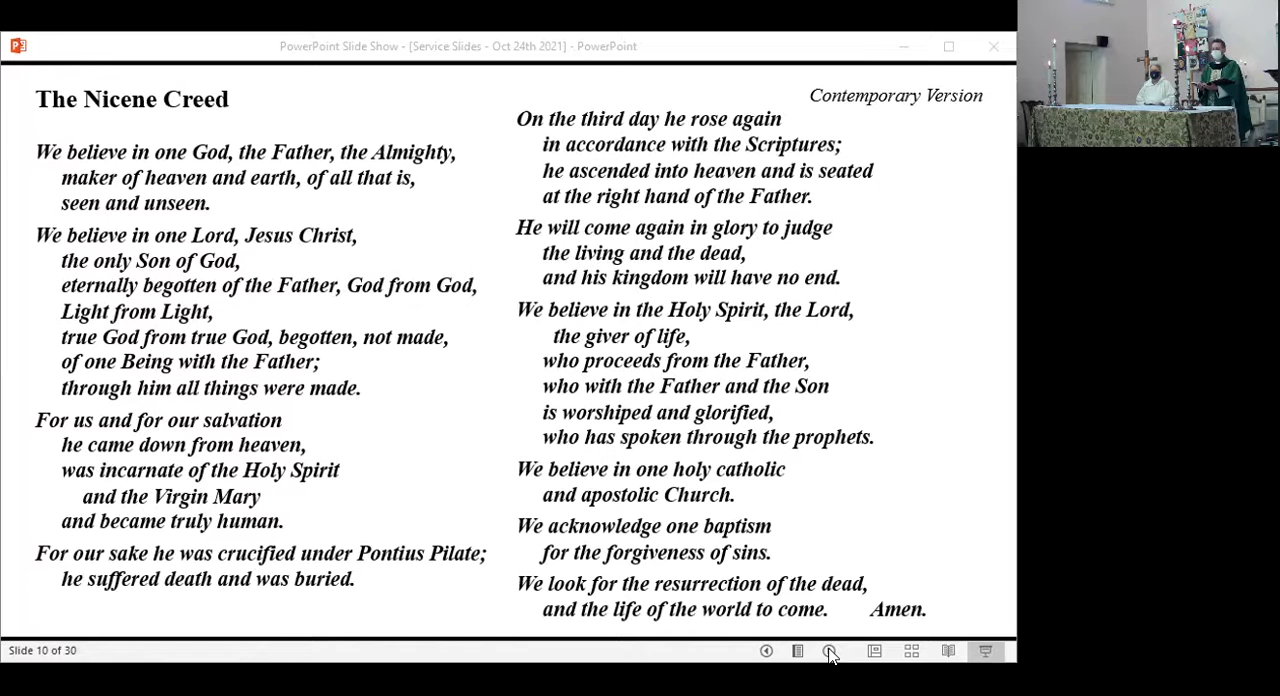 PowerPoint Slide Show - [Service Slides - Oct 24th 2021] - PowerPoint
The Nicene Creed
Contemporary Version
We believe in one God, the Father, the Almighty,
maker of heaven and earth, of all that is,
seen and unseen.
We believe in one Lord, Jesus Christ,
the only Son of God,
eternally begotten of the Father, God from God,
Light from Light,
true God from true God, begotten, not made,
of one Being with the Father;
through him all things were made.
For us and for our salvation
he came down from heaven,
was incarnate of the Holy Spirit
and the Virgin Mary
and became truly human.
For our sake he was crucified under Pontius Pilate;
he suffered death and was buried.
On the third day he rose again
in accordance with the Scriptures;
he ascended into heaven and is seated
at the right hand of the Father.
He will come again in glory to judge
the living and the dead,
and his kingdom will have no end.
We believe in the Holy Spirit, the Lord,
the giver of life,
who proceeds from the Father,
who with the Father and the Son
is worshiped and glorified,
who has spoken through the prophets.
We believe in one holy catholic
and apostolic Church.
We acknowledge one baptism
for the forgiveness of sins.
We look for the resurrection of the dead,
and the life of the world to come. Amen.
Slide 10 of 30